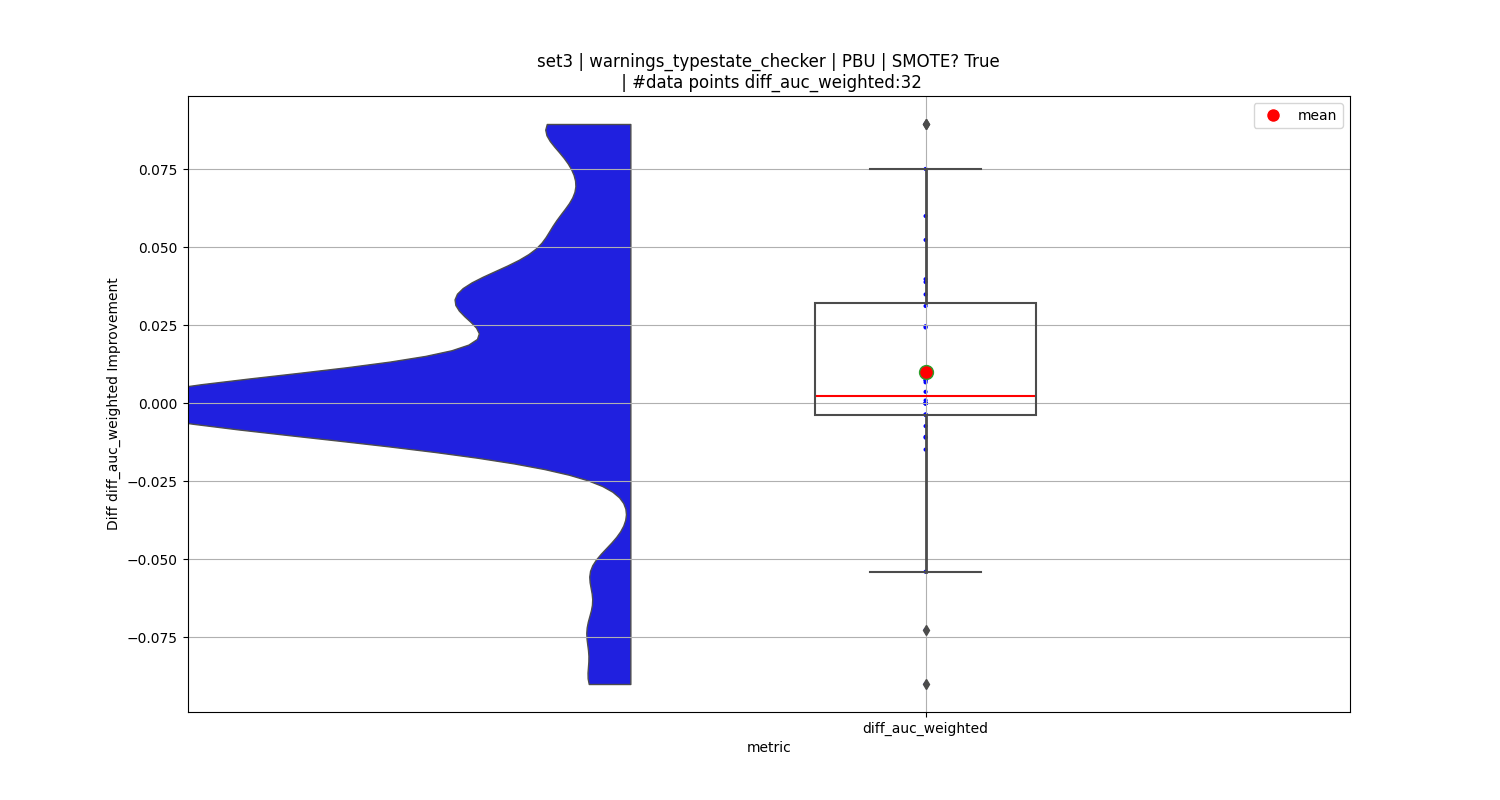 set3 | warnings_typestate_checker | PBU | SMOTE? True
| #data points diff_auc_weighted:32
mean
0.075
0.050
0.025
0.000
−0.025
−0.050
−0.075
Diff diff_auc_weighted Improvement
diff_auc_weighted
metric